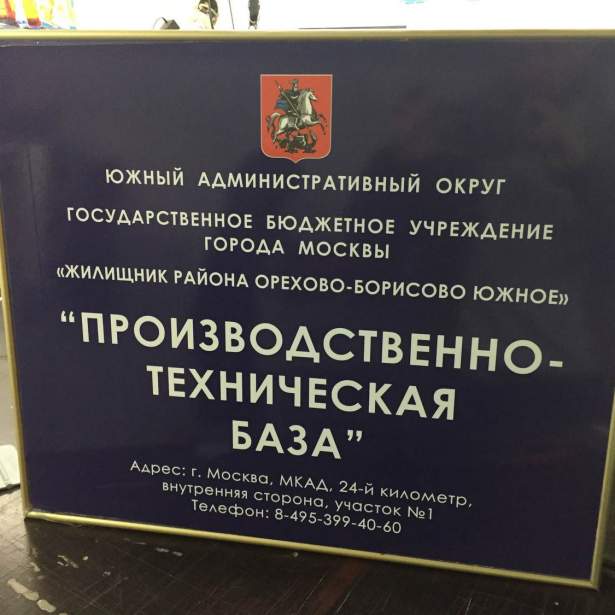 ЮЖНЫЙ АДМИНИСТРАТИВНЫЙ ОКРУГ
ГОСУДАРСТВЕННОЕ БЮДЖЕТНОЕ УЧРЕЖДЕНИЕ
ГОРОДА МОСКВЫ
«ЖИЛИЩНИК РАЙОНА ОРЕХОВО-БОРИСОВО ЮЖНОЕ»
“ПРОИЗВОДСТВЕННО-
ТЕХНИЧЕСКАЯ
БАЗА”
Адрес: г. Москва, МКАД, 24-й километр,
внутренняя сторона, участок №1
Телефон: 8-495-399-40-60